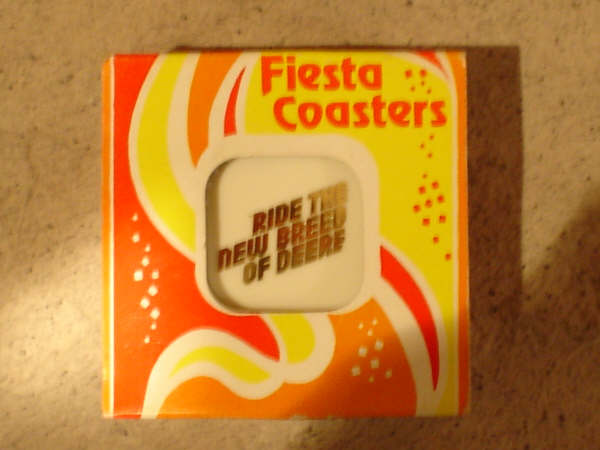 Fiesta
Coasters
RIDE THE
NEW BREED
OF DEERE